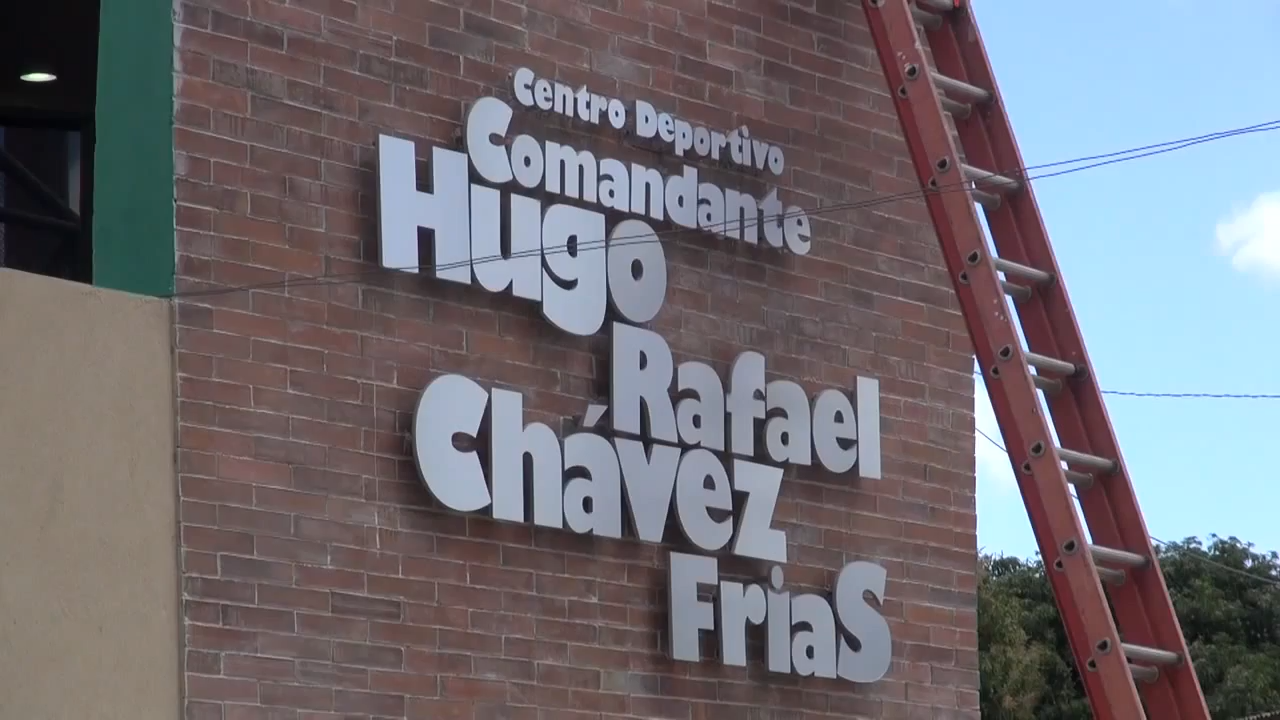 Centro Deportivo
Comandante
Hugo
Rafael
Chávez
Frias